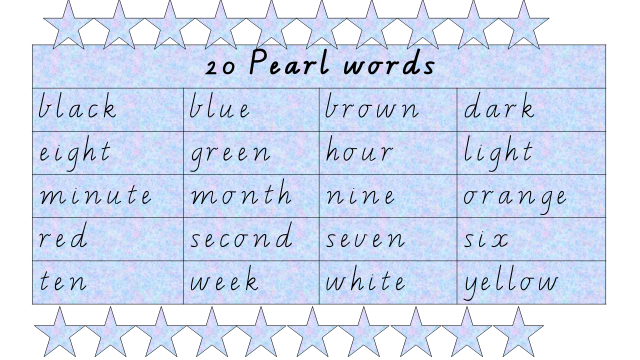 20 Pearl words
black blue brown dark
eight green hour light
minute month nine orange
red second seven six
ten week white yellow